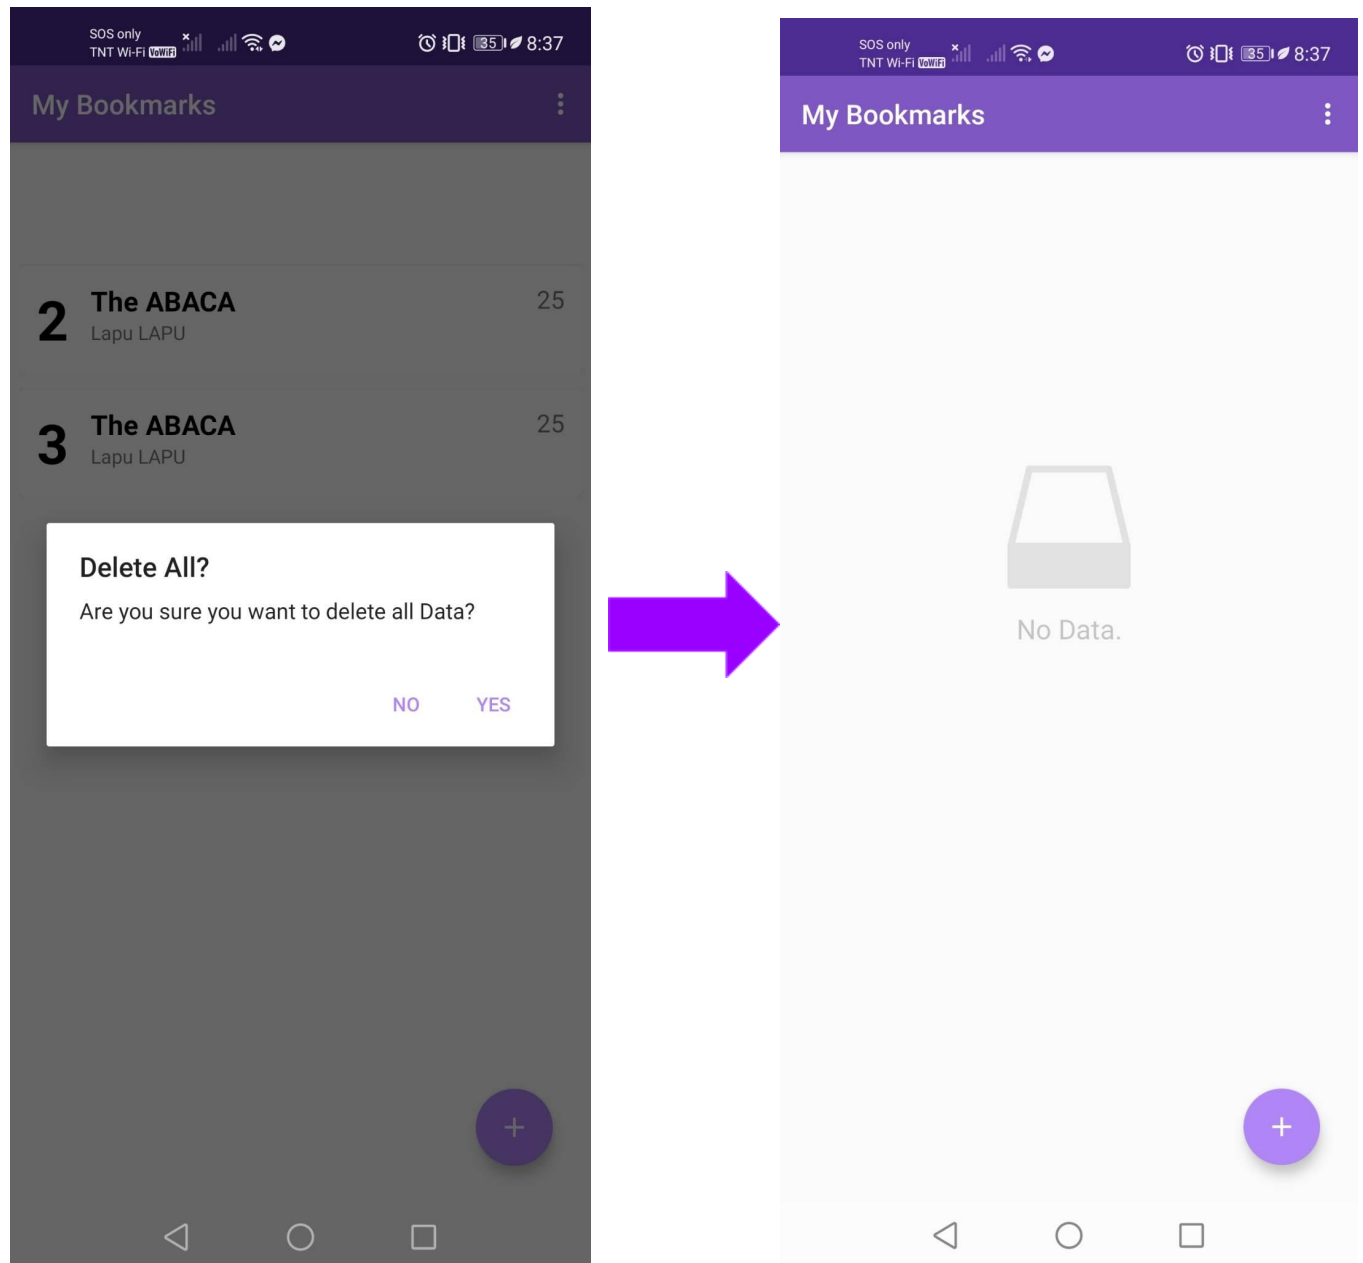 SOS only
TNT Wi-Fi VoWiFi 35 8:37
My Bookmarks
2 The ABACA 25
Lapu LAPU
3 The ABACA 25
Lapu LAPU
Delete All?
Are you sure you want to delete all Data?
NO YES
SOS only
TNT Wi-Fi VoWiFi 35 8:37
My Bookmarks
No Data.